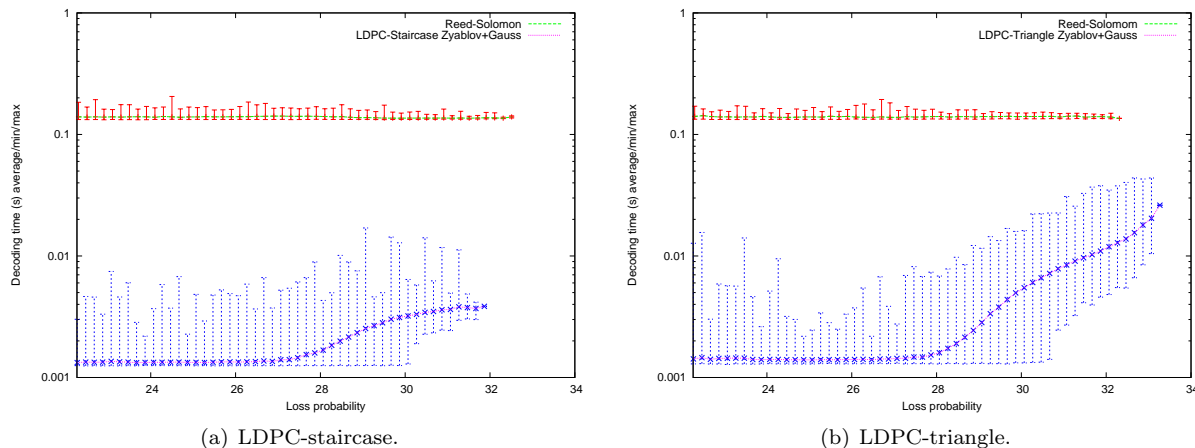 1
0.1
0.01
0.001
24
26
28
30
32
34
Decoding time (s) average/min/max
Loss probability
Reed-Solomon
LDPC-Staircase Zyablov+Gauss
(a) LDPC-staircase.
1
0.1
0.01
0.001
24
26
28
30
32
34
Decoding time (s) average/min/max
Loss probability
Reed-Solomom
LDPC-Triangle Zyablov+Gauss
(b) LDPC-triangle.